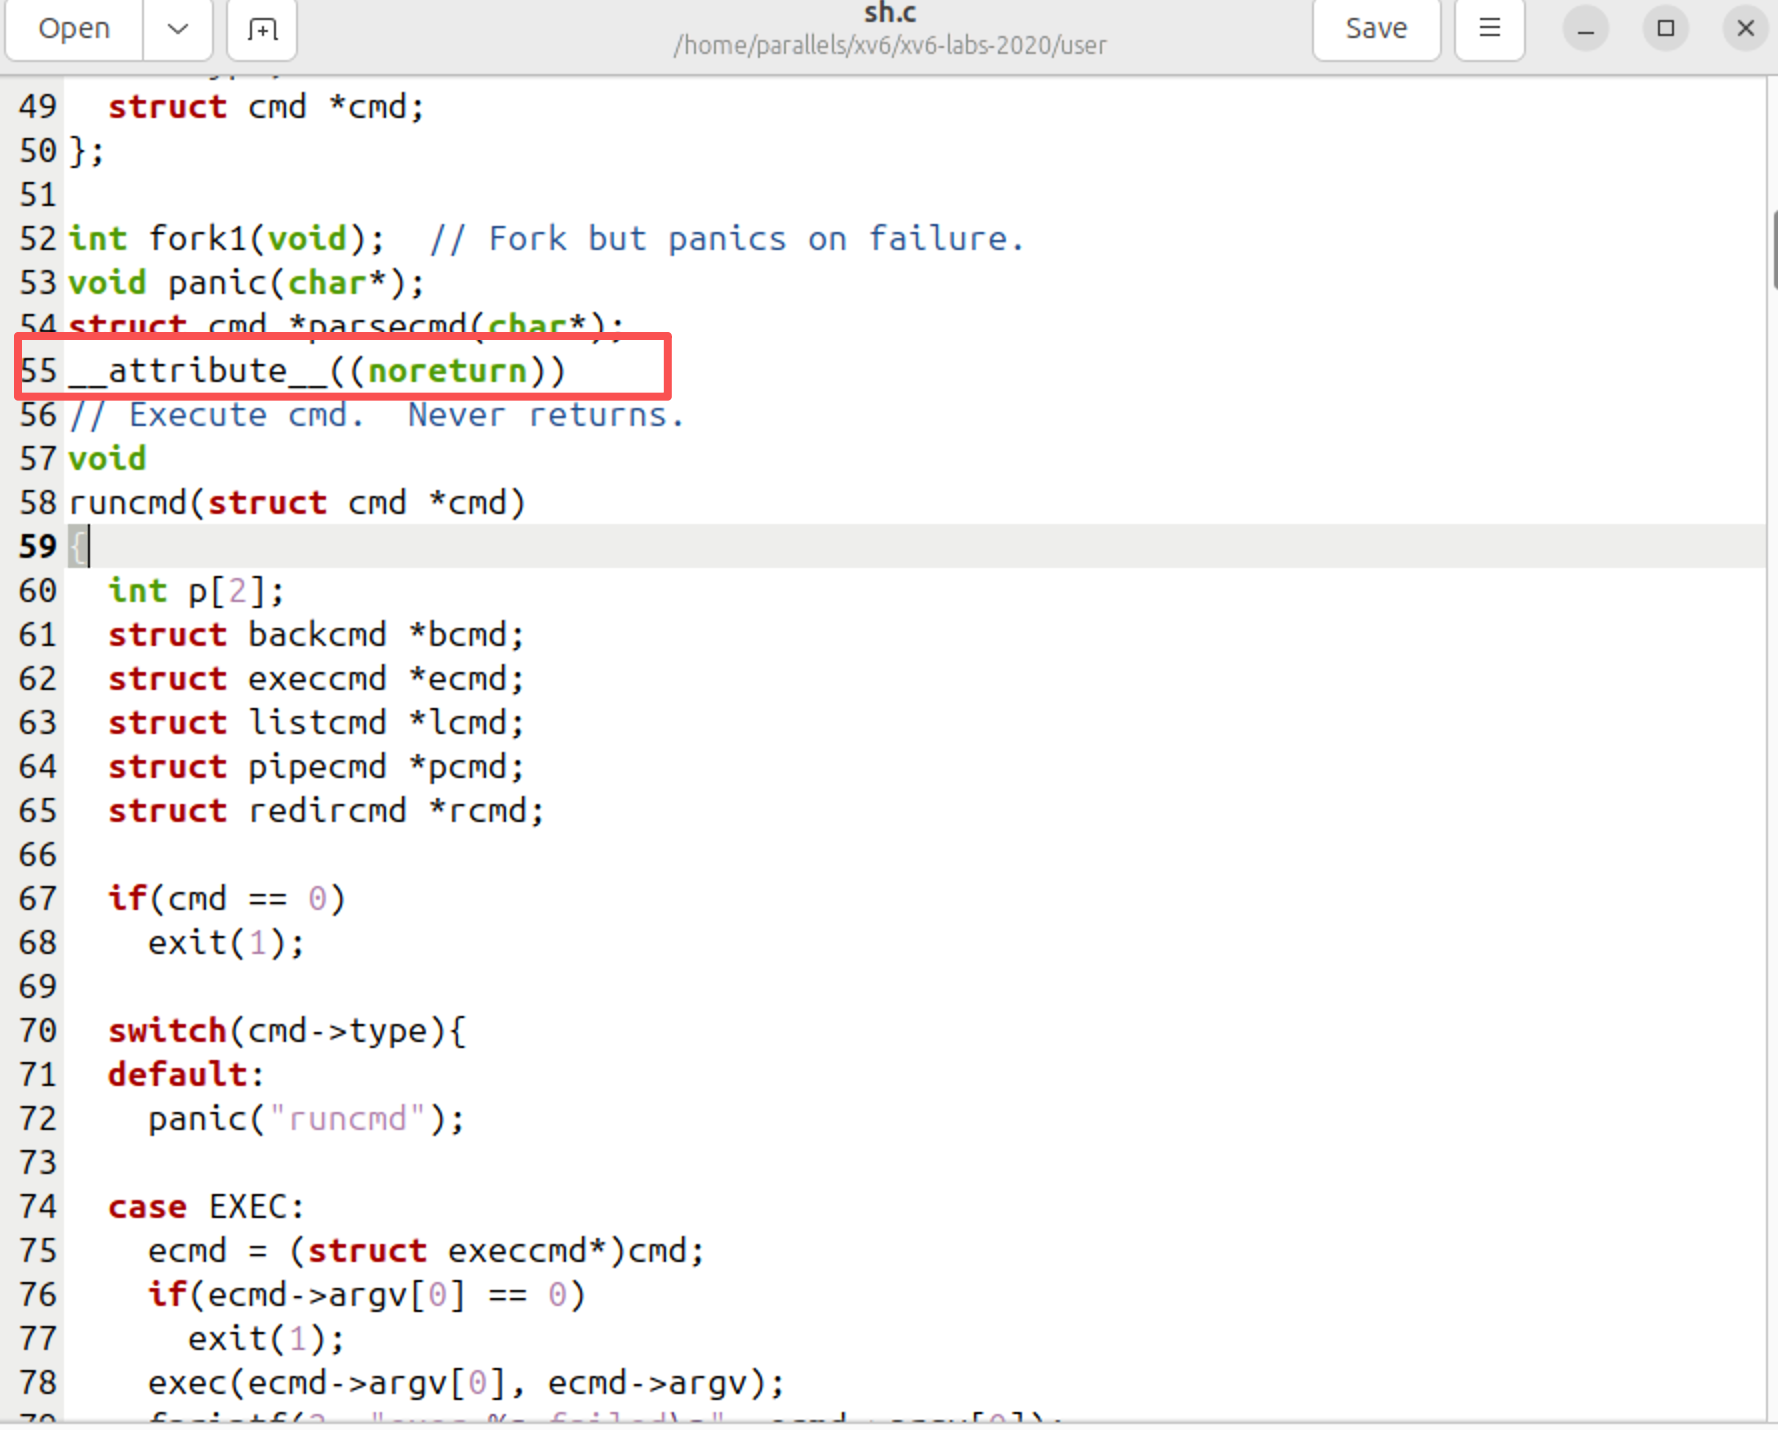 Open
sh.c
/home/parallels/xv6/xv6-labs-2020/user
Save
49   struct cmd *cmd;
50 };
51
52 int fork1(void);  // Fork but panics on failure.
53 void panic(char*);
54 struct cmd *parsecmd(char*);
55 __attribute__((noreturn))
56 // Execute cmd.  Never returns.
57 void
58 runcmd(struct cmd *cmd)
59 {
60   int p[2];
61   struct backcmd *bcmd;
62   struct execcmd *ecmd;
63   struct listcmd *lcmd;
64   struct pipecmd *pcmd;
65   struct redircmd *rcmd;
66
67   if(cmd == 0)
68     exit(1);
69
70   switch(cmd->type){
71   default:
72     panic("runcmd");
73
74   case EXEC:
75     ecmd = (struct execcmd*)cmd;
76     if(ecmd->argv[0] == 0)
77       exit(1);
78     exec(ecmd->argv[0], ecmd->argv);